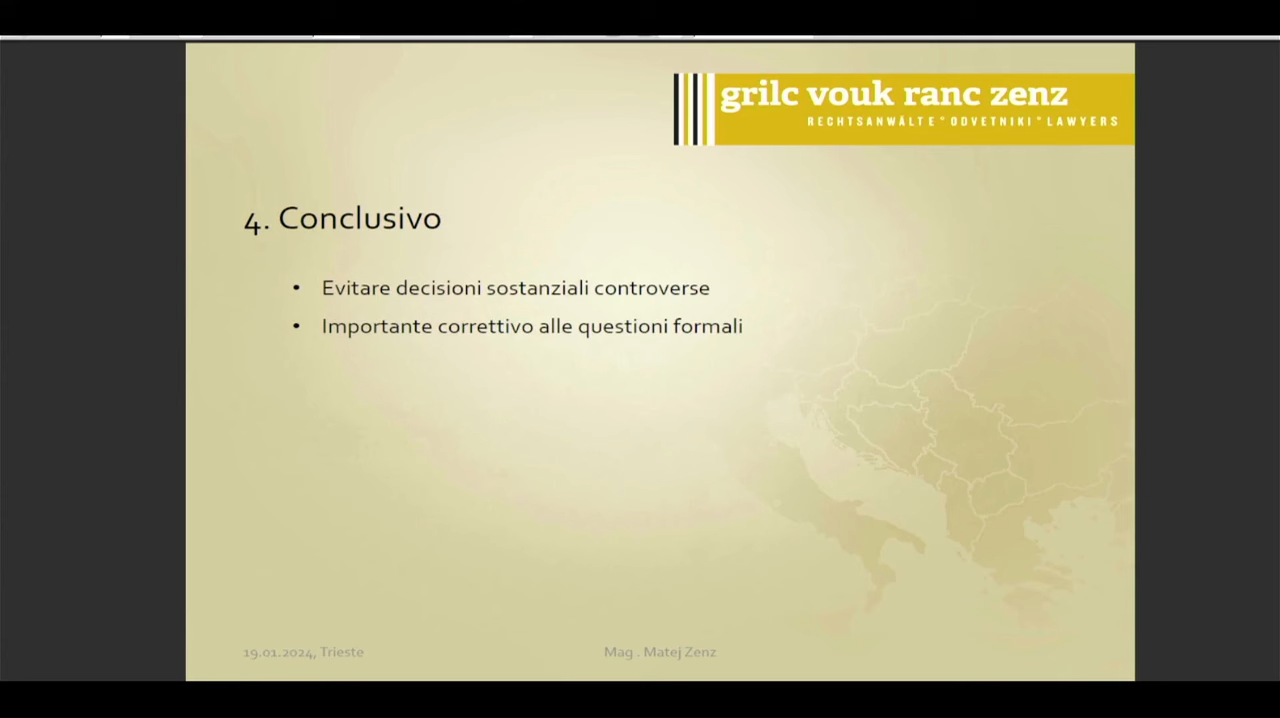 grilc vouk ranc zenz
RECHTSANWÄLTE * ODVETNIKI * LAWYERS
4. Conclusivo
• Evitare decisioni sostanziali controverse
• Importante correttivo alle questioni formali
19.01.2024, Trieste
Mag . Matej Zenz